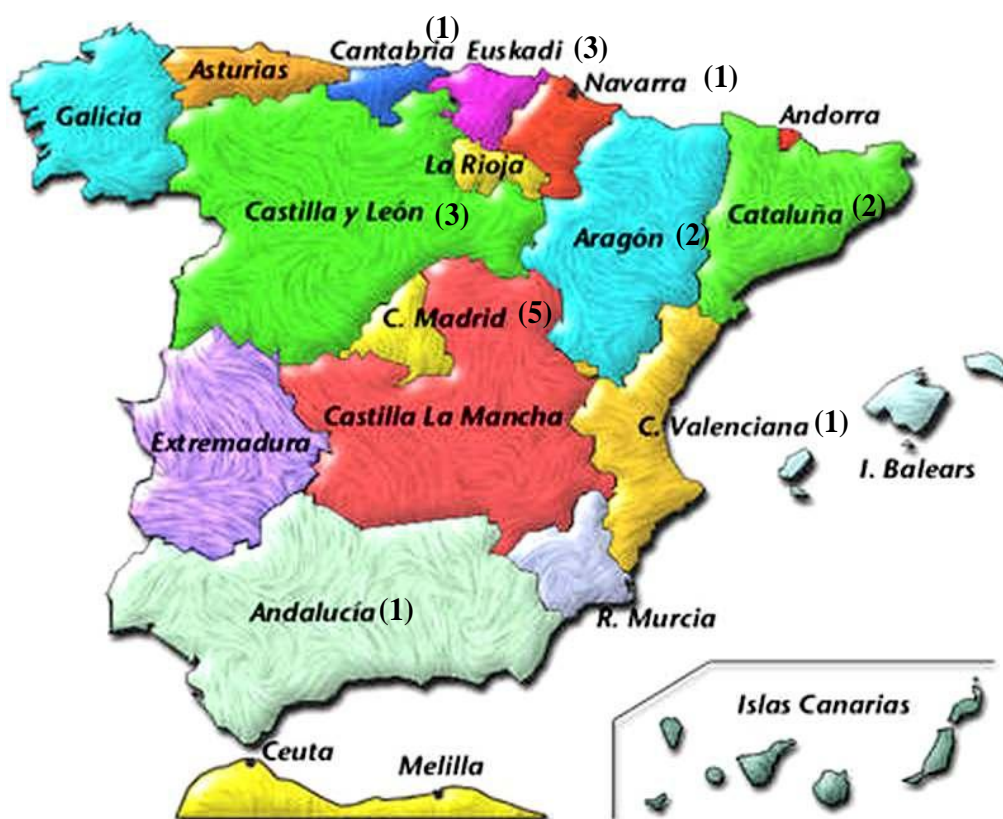 (1)
Cantabria Euskadi (3)
Asturias
Navarra (1)
Galicia
Andorra
La Rioja
Castilla y León (3)
Cataluña (2)
Aragón (2)
C. Madrid (5)
Castilla La Mancha
C. Valenciana (1)
Extremadura
I. Balears
Andalucía (1)
R. Murcia
Islas Canarias
Ceuta
Melilla